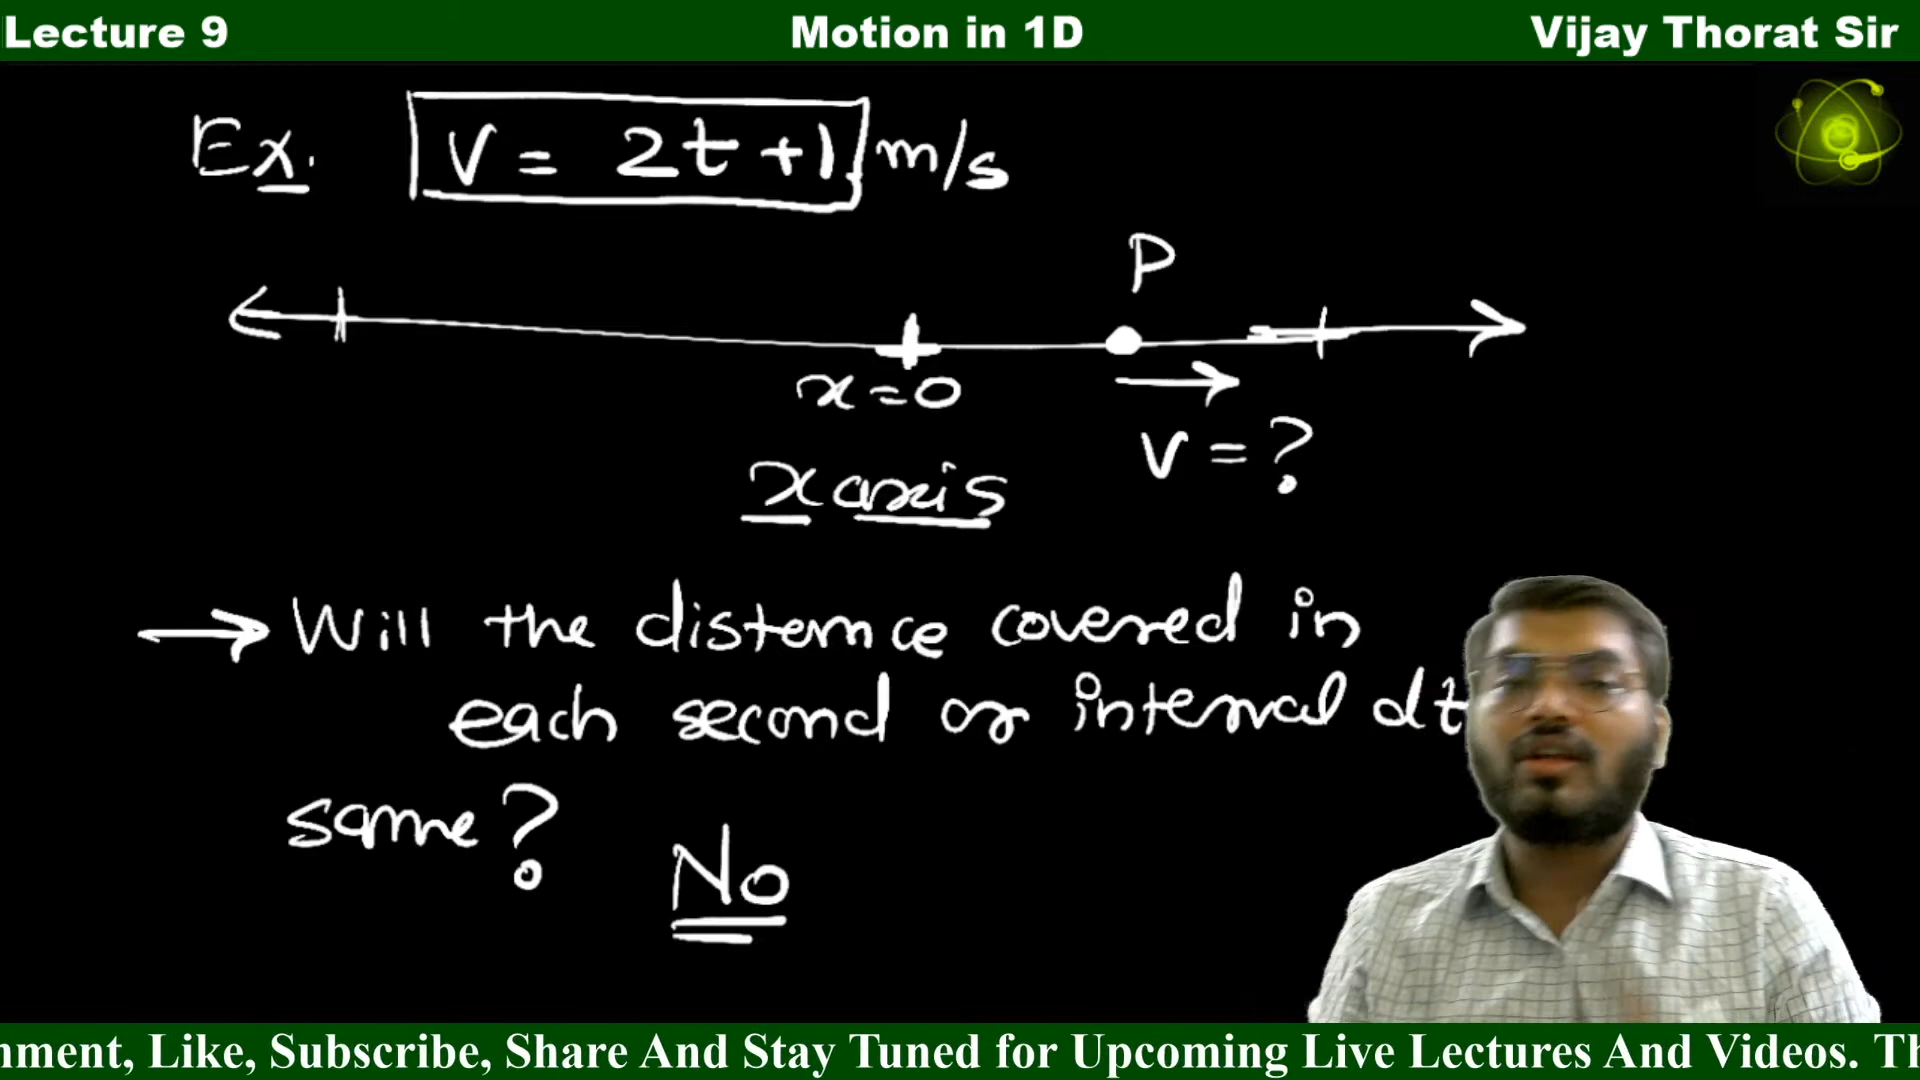 Lecture 9 Motion in 1D Vijay Thorat Sir
Ex. V = 2t + 1 m/s
P
x = 0
V = ?
x axis
→ Will the distance covered in
each second or interval dt
same?
No
nment, Like, Subscribe, Share And Stay Tuned for Upcoming Live Lectures And Videos. Th